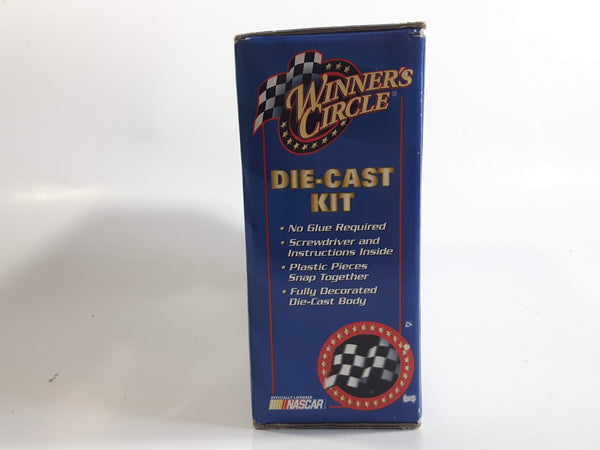 WINNER'S
CIRCLE®
DIE-CAST
KIT
• No Glue Required
• Screwdriver and
Instructions Inside
• Plastic Pieces
Snap Together
• Fully Decorated
Die-Cast Body
OFFICIALLY LICENSED
NASCAR